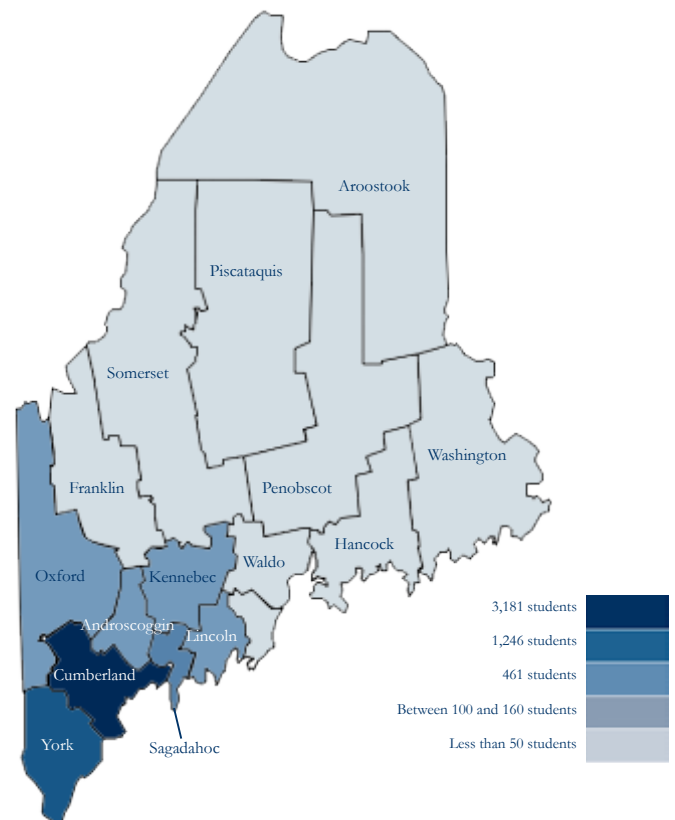 Aroostook
Piscataquis
Somerset
Washington
Franklin
Penobscot
Hancock
Waldo
Oxford
Kennebec
Androscoggin
Lincoln
Cumberland
York
Sagadahoc
3,181 students
1,246 students
461 students
Between 100 and 160 students
Less than 50 students